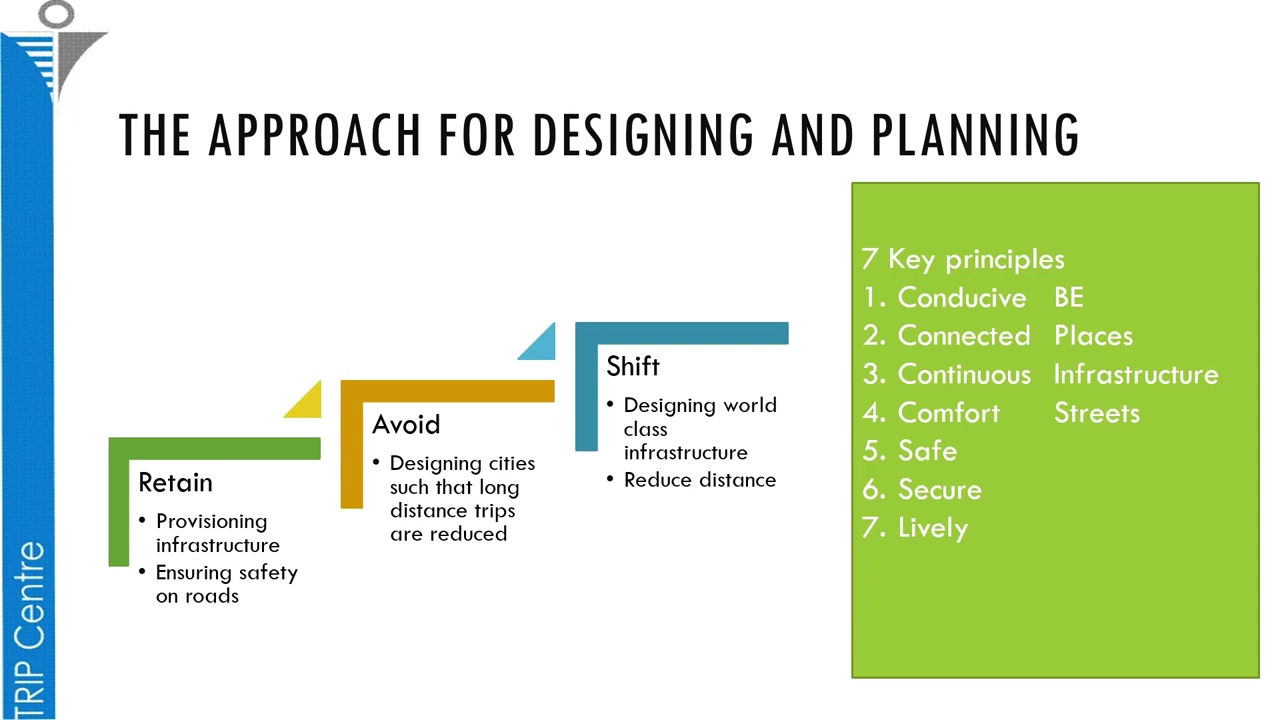 THE APPROACH FOR DESIGNING AND PLANNING
Retain
• Provisioning
infrastructure
• Ensuring safety
on roads
Avoid
• Designing cities
such that long
distance trips
are reduced
Shift
• Designing world
class
infrastructure
• Reduce distance
7 Key principles
1. Conducive BE
2. Connected Places
3. Continuous Infrastructure
4. Comfort Streets
5. Safe
6. Secure
7. Lively
TRIP Centre